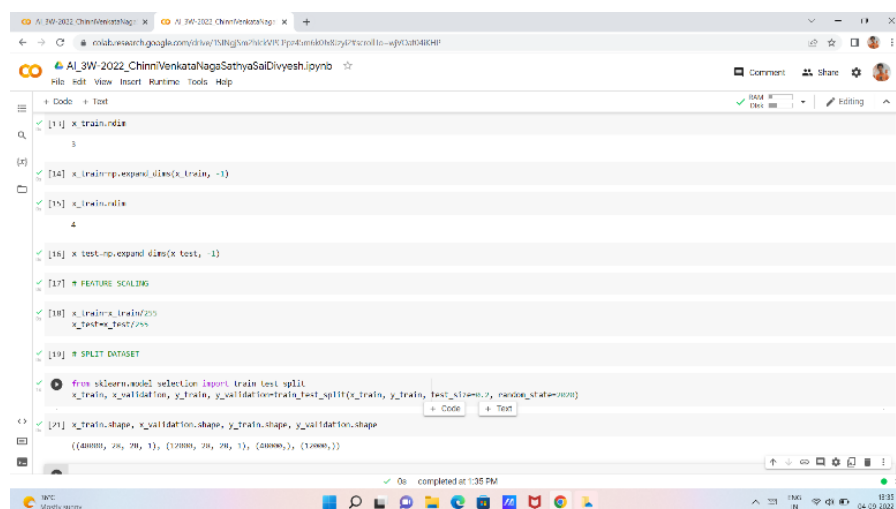 AI_3W-2022_ChinniVenkataNagaSathyaSaiDivyesh.ipynb
File Edit View Insert Runtime Tools Help
Comment Share
+ Code + Text
RAM
Disk
Editing
[13] x_train.ndim
3
[14] x_train=np.expand_dims(x_train, -1)
[15] x_train.ndim
4
[16] x_test=np.expand_dims(x_test, -1)
[17] # FEATURE SCALING
[18] x_train=x_train/255
x_test=x_test/255
[19] # SPLIT DATASET
from sklearn.model_selection import train_test_split
x_train, x_validation, y_train, y_validation=train_test_split(x_train, y_train, test_size=0.2, random_state=2020)
+ Code + Text
[21] x_train.shape, x_validation.shape, y_train.shape, y_validation.shape
((48000, 28, 28, 1), (12000, 28, 28, 1), (48000,), (12000,))
0s completed at 1:35 PM
Mostly sunny
ENG
IN
13:35
04-09-2022